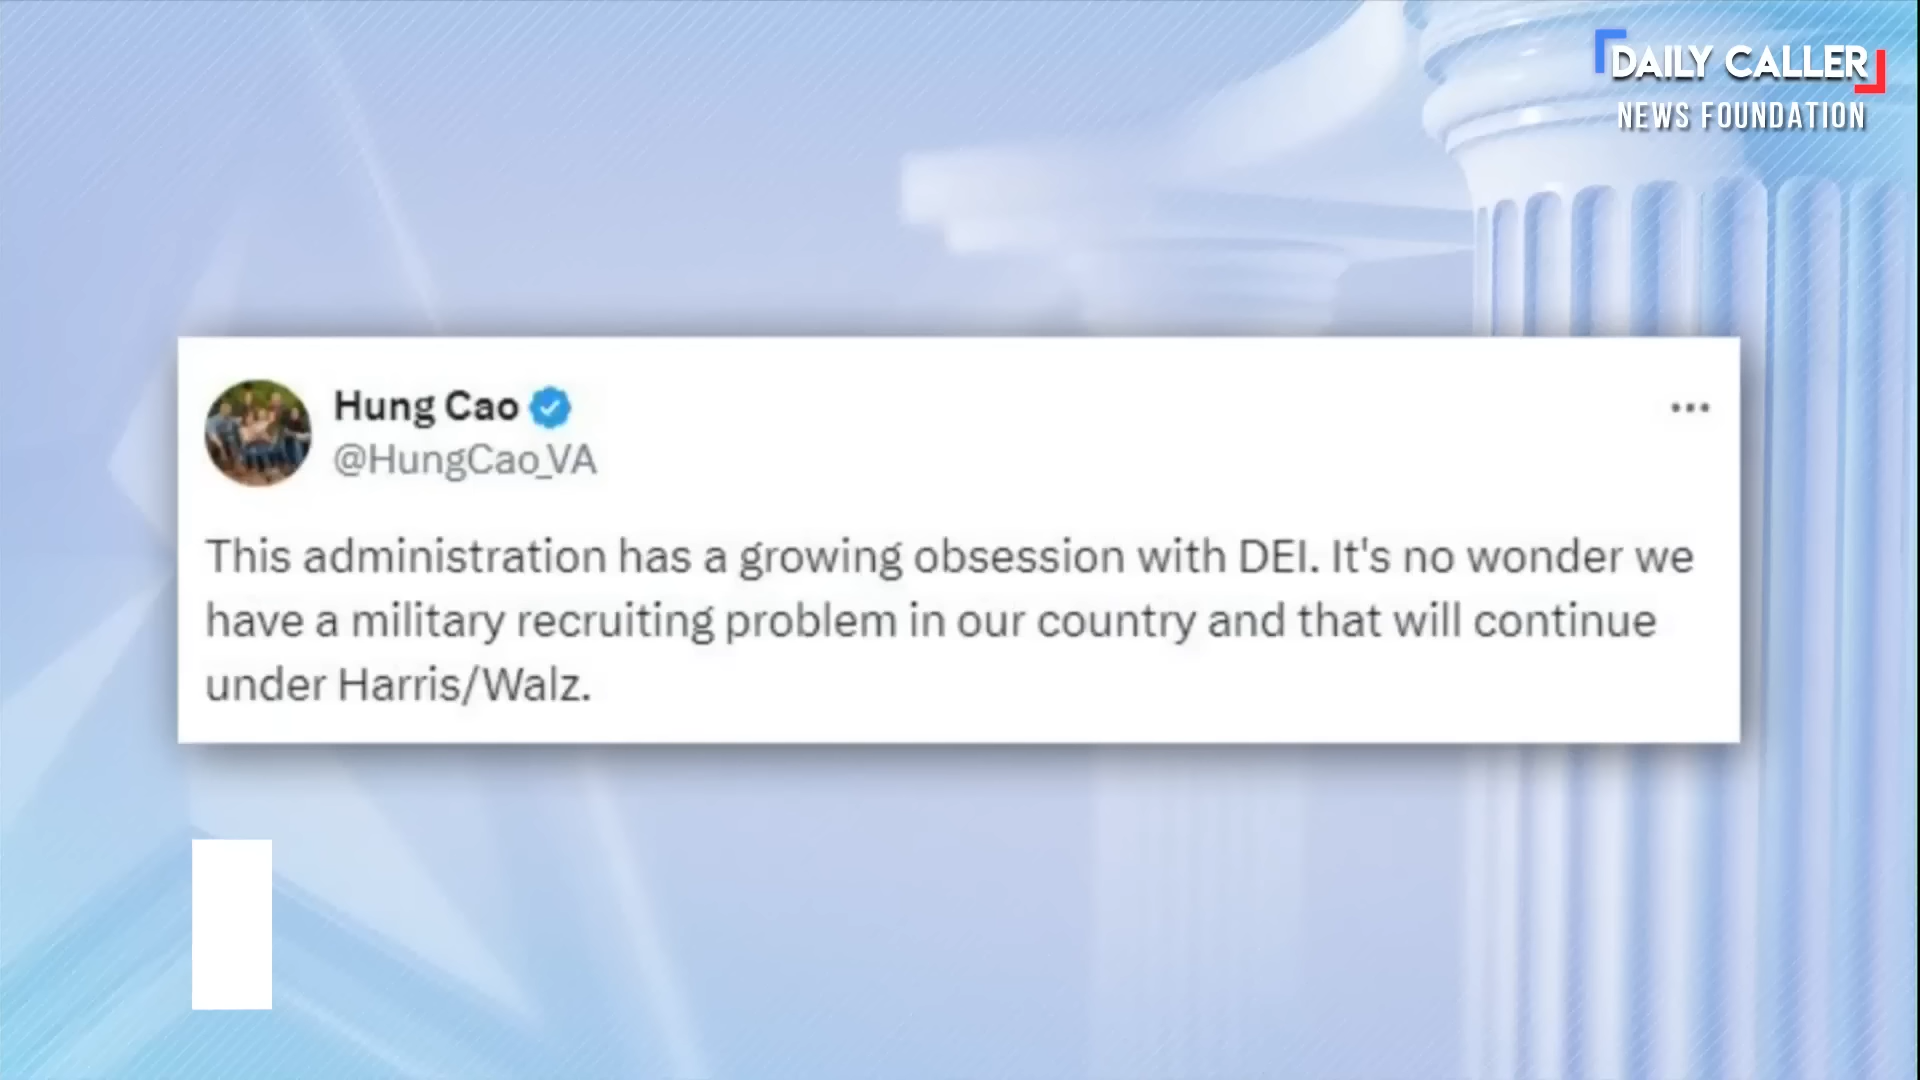 DAILY CALLER
NEWS FOUNDATION
Hung Cao
@HungCao_VA
This administration has a growing obsession with DEI. It's no wonder we
have a military recruiting problem in our country and that will continue
under Harris/Walz.